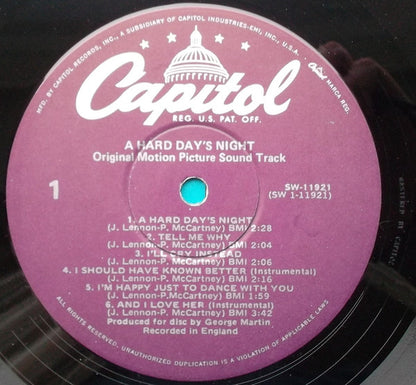 MFD. BY CAPITOL RECORDS, INC., A SUBSIDIARY OF CAPITOL INDUSTRIES-EMI, INC., U.S.A. • Capitol MARCA REG.
Capitol
REG. U.S. PAT. OFF.
A HARD DAY'S NIGHT
Original Motion Picture Sound Track
1
SW-11921
(SW 1-11921)
1. A HARD DAY'S NIGHT
(J. Lennon-P. McCartney) BMI 2:28
2. TELL ME WHY
(J. Lennon-P. McCartney) BMI 2:04
3. I'LL CRY INSTEAD
(J. Lennon-P. McCartney) BMI 2:06
4. I SHOULD HAVE KNOWN BETTER (Instrumental)
(J. Lennon-P. McCartney) BMI 2:16
5. I'M HAPPY JUST TO DANCE WITH YOU
(J. Lennon-P.McCartney) BMI 1:59
6. AND I LOVE HER (Instrumental)
(J. Lennon-P. McCartney) BMI 3:42
Produced for disc by George Martin
Recorded in England
ALL RIGHTS RESERVED. UNAUTHORIZED DUPLICATION IS A VIOLATION OF APPLICABLE LAWS
MASTERED BY CAPITOL